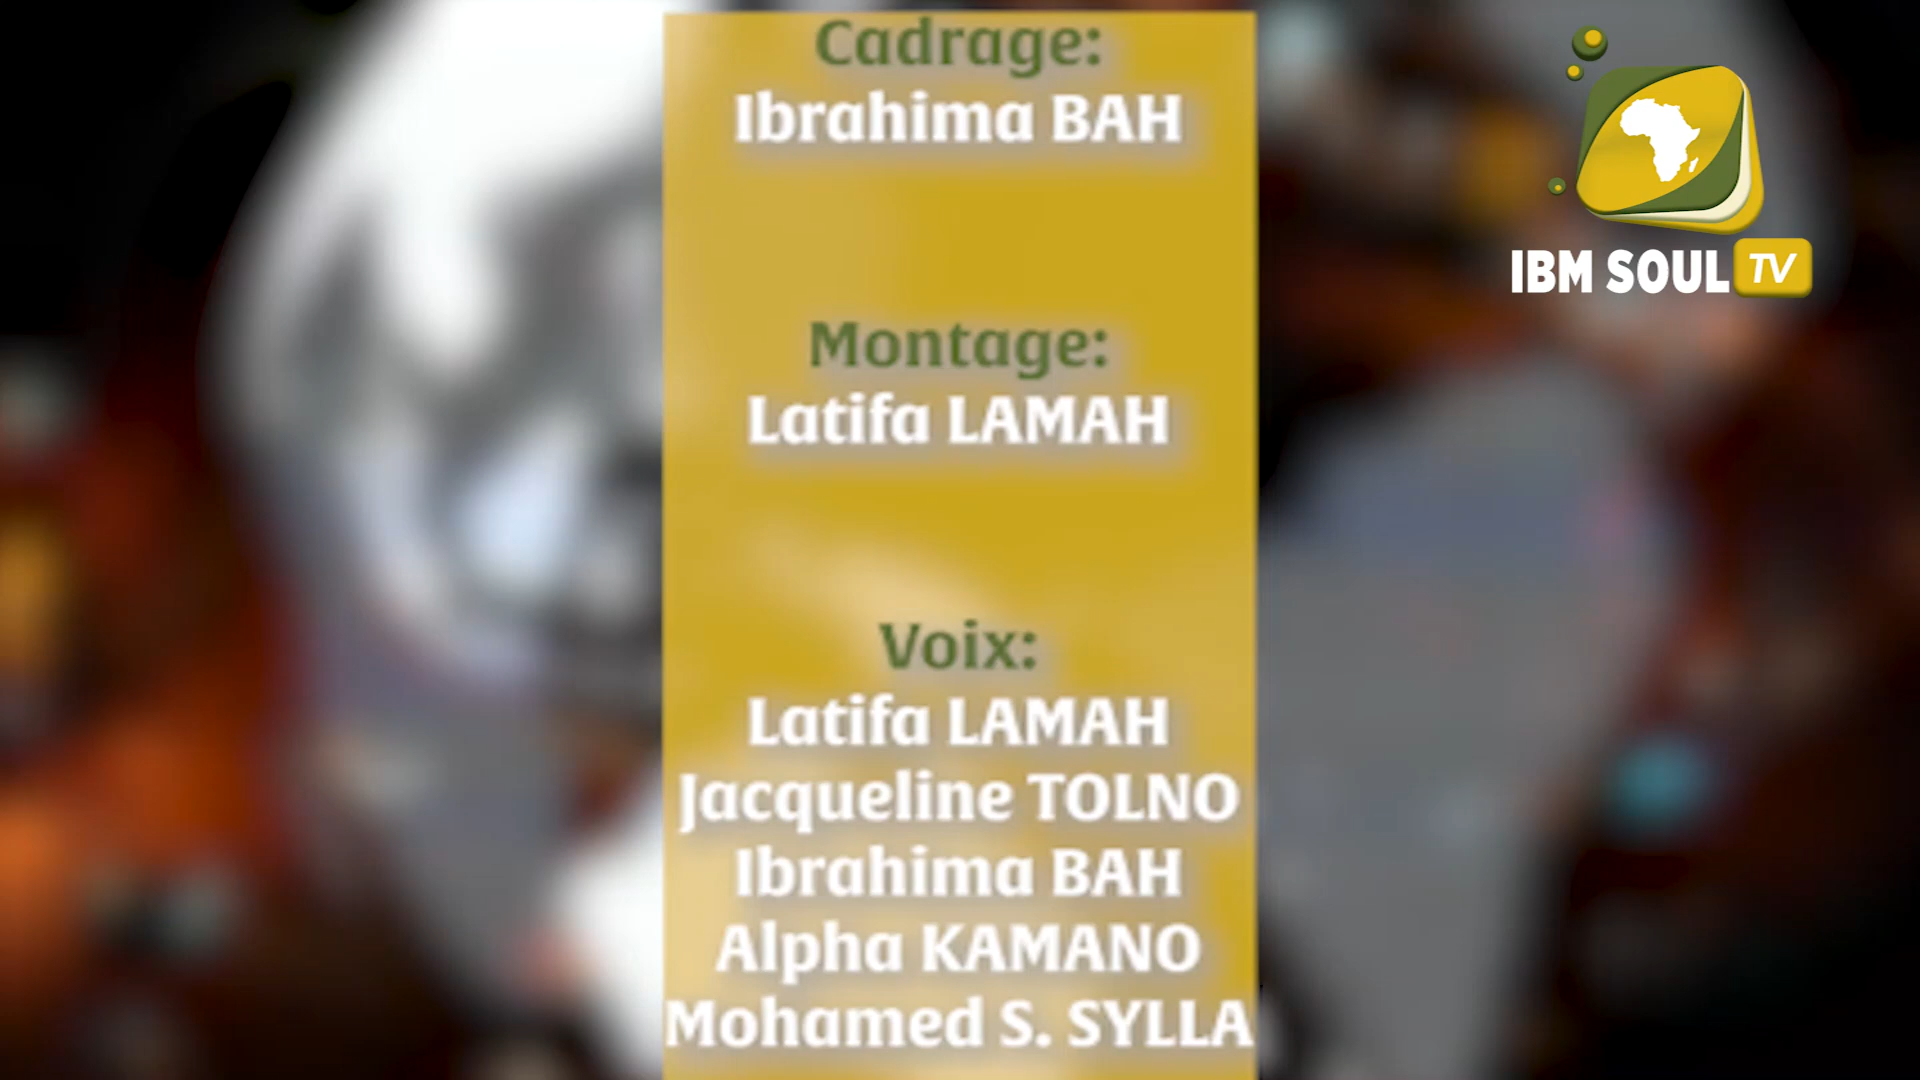 Cadrage:
Ibrahima BAH
Montage:
Latifa LAMAH
Voix:
Latifa LAMAH
Jacqueline TOLNO
Ibrahima BAH
Alpha KAMANO
Mohamed S. SYLLA
IBM SOUL TV